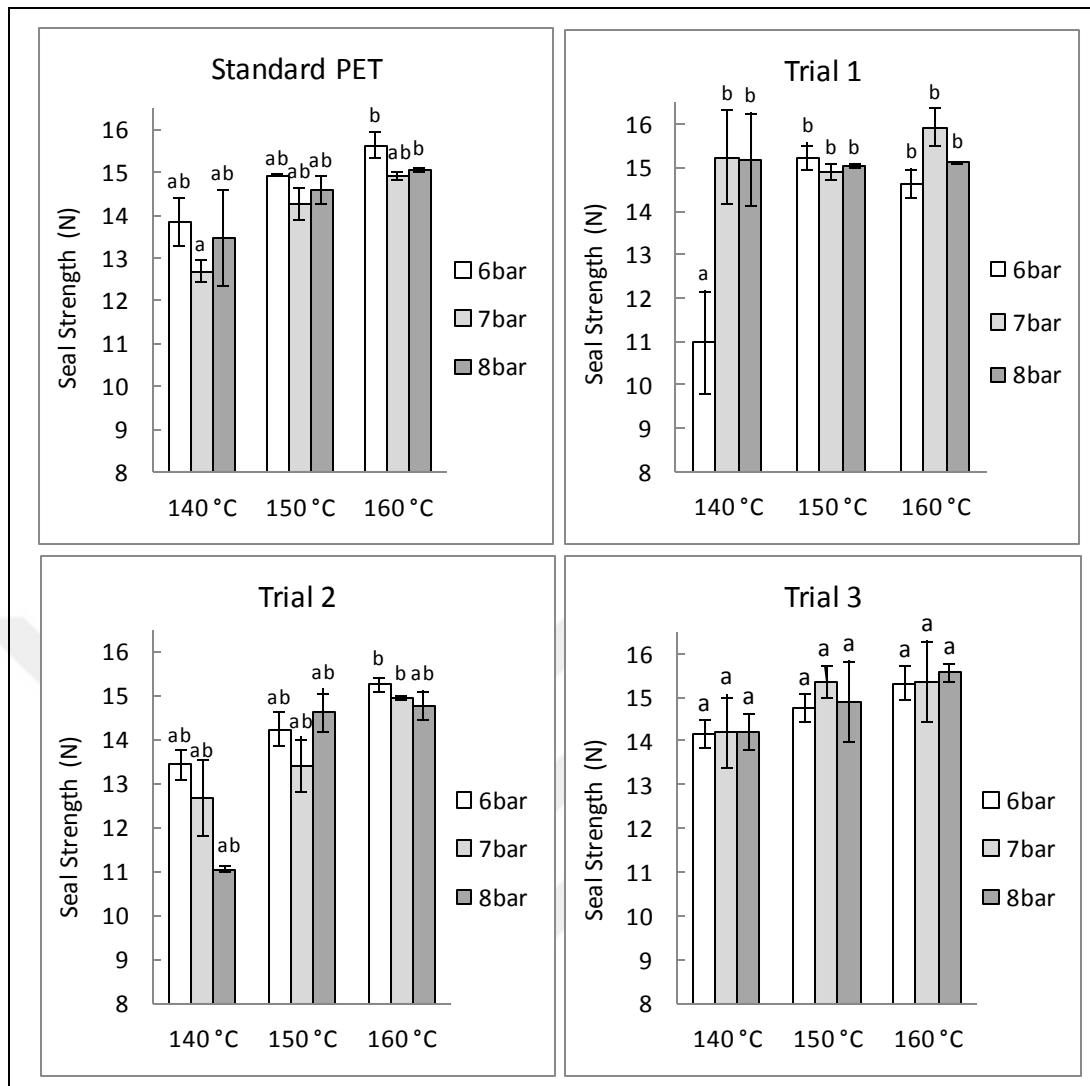 Standard PET
Seal Strength (N)
16
15
14
13
12
11
10
9
8
ab
a
ab
ab
ab
ab
b
ab
b
140 °C
150 °C
160 °C
6bar
7bar
8bar
Trial 1
Seal Strength (N)
16
15
14
13
12
11
10
9
8
a
b
b
b
b
b
b
b
b
140 °C
150 °C
160 °C
6bar
7bar
8bar
Trial 2
Seal Strength (N)
16
15
14
13
12
11
10
9
8
ab
ab
ab
ab
ab
ab
b
b
ab
140 °C
150 °C
160 °C
6bar
7bar
8bar
Trial 3
Seal Strength (N)
16
15
14
13
12
11
10
9
8
a
a
a
a
a
a
a
a
a
140 °C
150 °C
160 °C
6bar
7bar
8bar